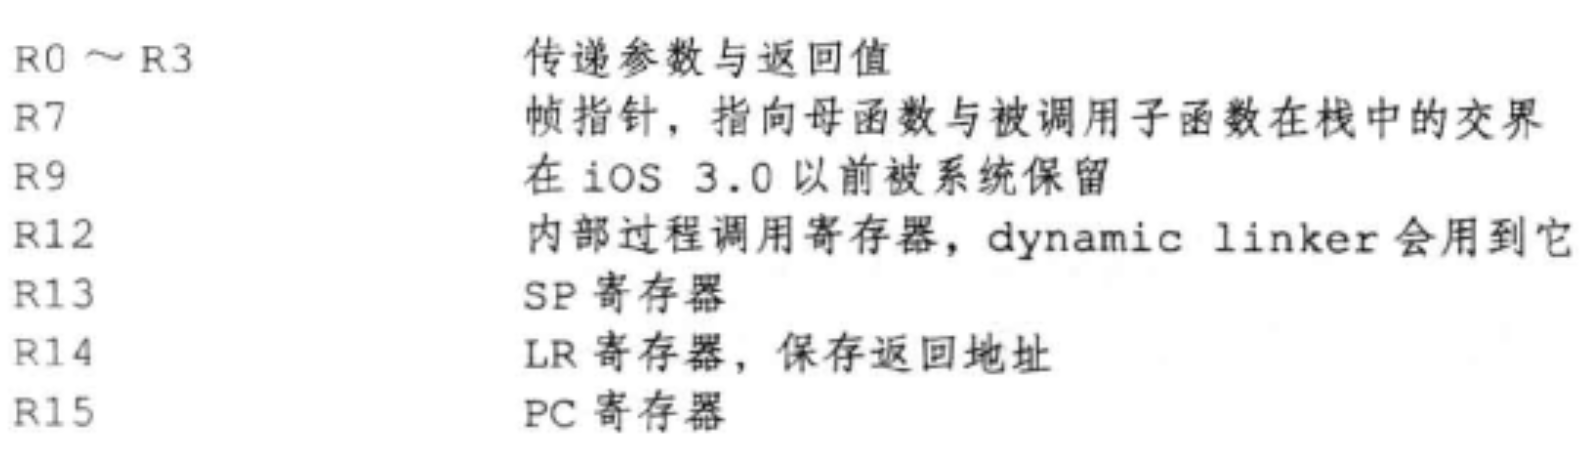 R0 ～ R3 传递参数与返回值
R7 帧指针，指向母函数与被调用子函数在栈中的交界
R9 在 iOS 3.0 以前被系统保留
R12 内部过程调用寄存器，dynamic linker 会用到它
R13 SP 寄存器
R14 LR 寄存器，保存返回地址
R15 PC 寄存器